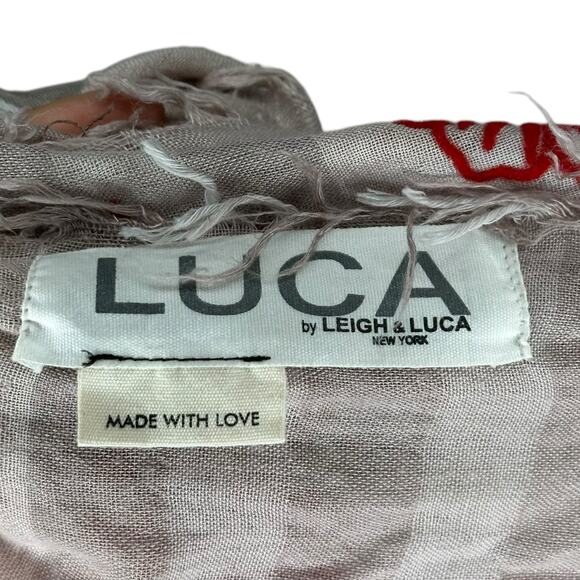 LUCA
by LEIGH & LUCA
NEW YORK
MADE WITH LOVE